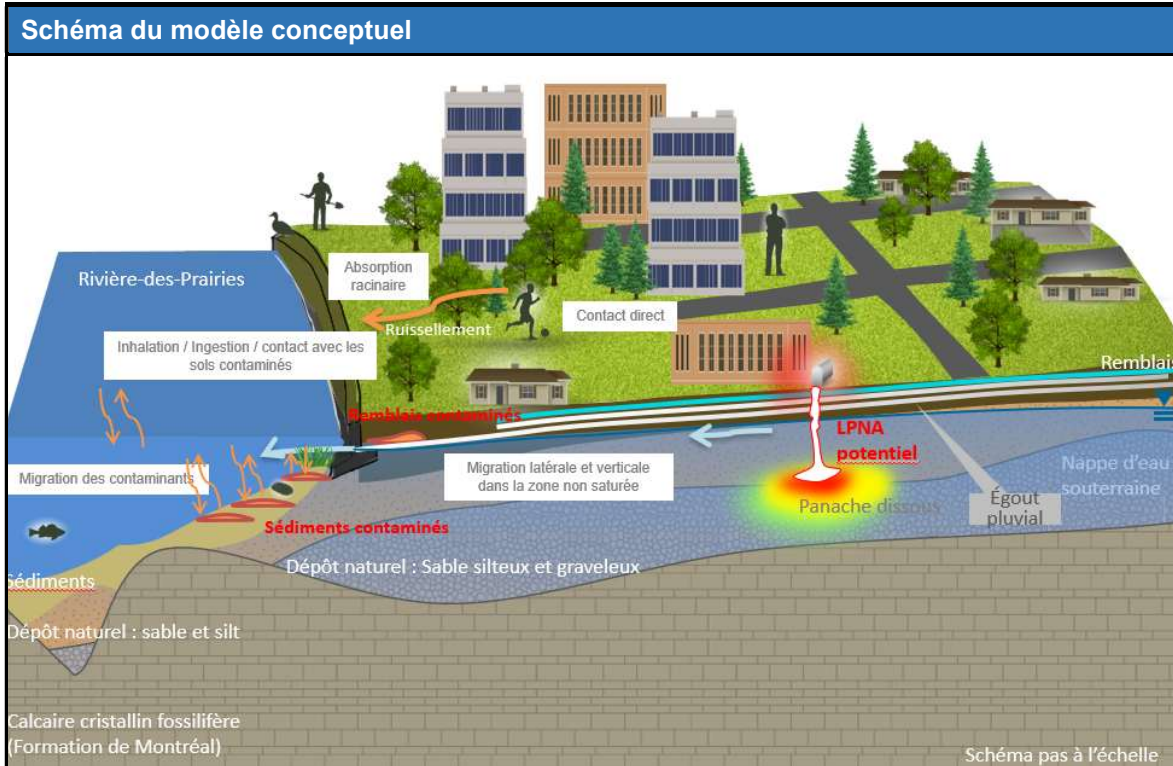 Schéma du modèle conceptuel
Rivière-des-Prairies
Absorption
racinaire
Ruissellement
Contact direct
Inhalation / Ingestion / contact avec les
sols contaminés
Remblais
Remblais contaminés
LPNA
potentiel
Migration des contaminants
Migration latérale et verticale
dans la zone non saturée
Nappe d'eau
souterraine
Panache dissous
Égout
pluvial
Sédiments contaminés
Dépôt naturel : Sable silteux et graveleux
Sédiments
Dépôt naturel : sable et silt
Calcaire cristallin fossilifère
(Formation de Montréal)
Schéma pas à l'échelle